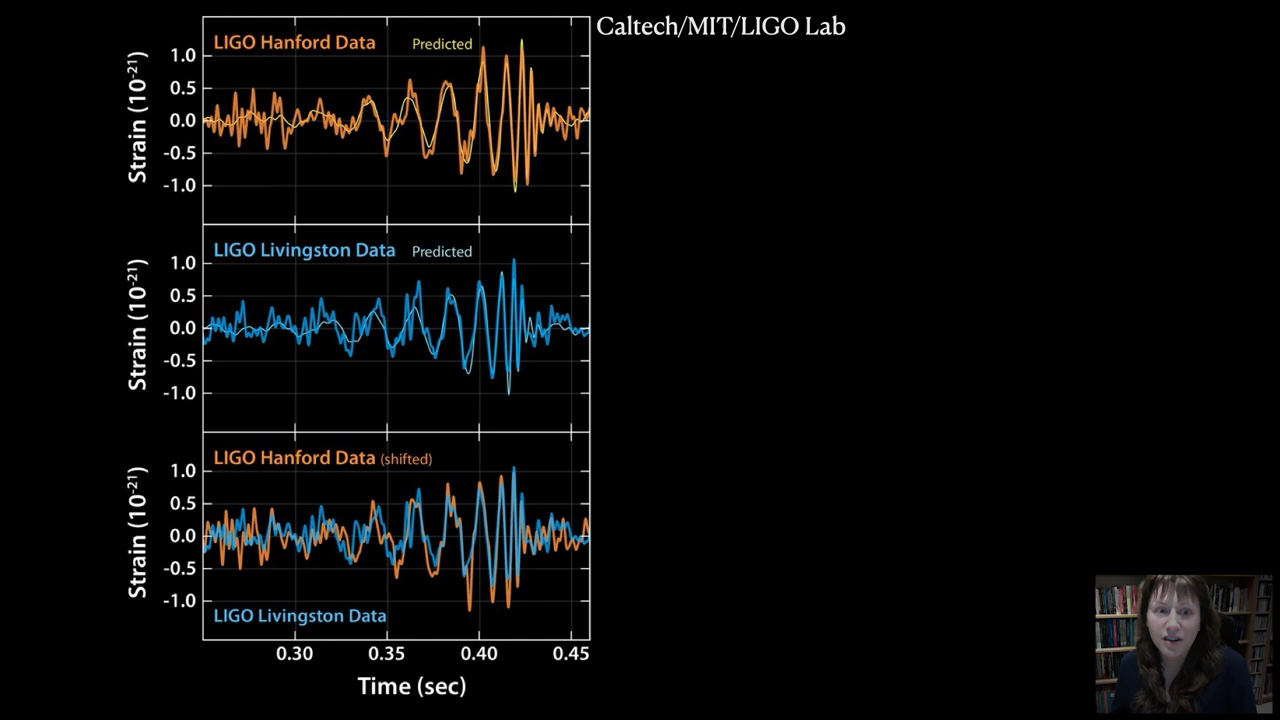 Caltech/MIT/LIGO Lab
LIGO Hanford Data Predicted
Strain (10⁻²¹)
1.0
0.5
0.0
-0.5
-1.0
LIGO Livingston Data Predicted
Strain (10⁻²¹)
1.0
0.5
0.0
-0.5
-1.0
LIGO Hanford Data (shifted)
Strain (10⁻²¹)
1.0
0.5
0.0
-0.5
-1.0
LIGO Livingston Data
0.30 0.35 0.40 0.45
Time (sec)